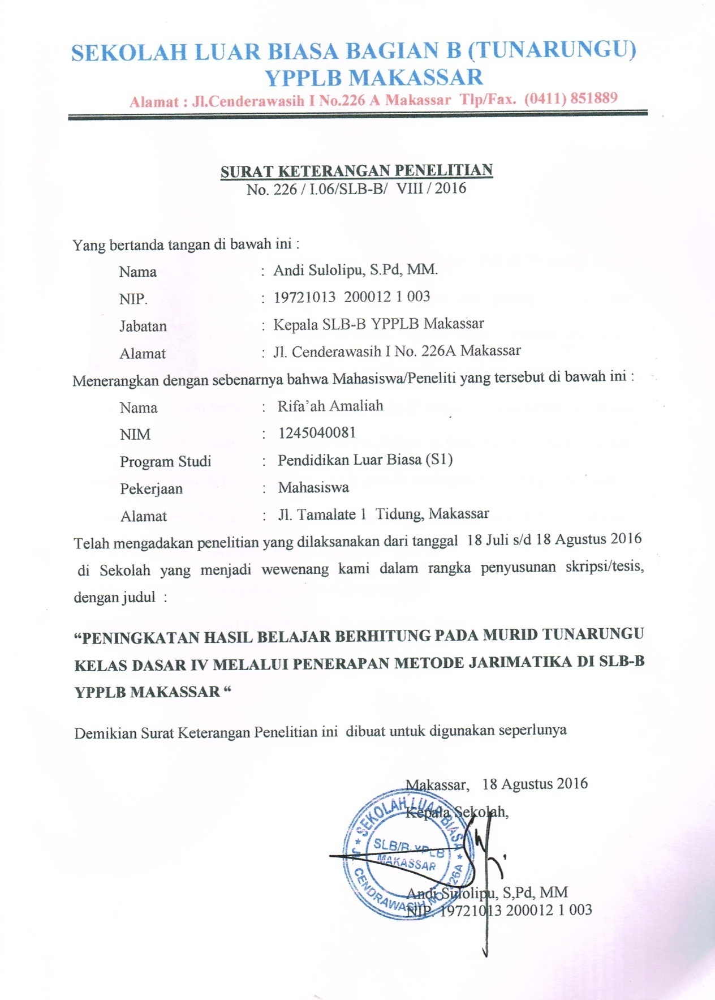 SEKOLAH LUAR BIASA BAGIAN B (TUNARUNGU)
YPPLB MAKASSAR
Alamat : Jl.Cenderawasih I No.226 A Makassar Tlp/Fax. (0411) 851889
SURAT KETERANGAN PENELITIAN
No. 226 / I.06/SLB-B/ VIII / 2016
Yang bertanda tangan di bawah ini :
Nama : Andi Sulolipu, S.Pd, MM.
NIP. : 19721013 200012 1 003
Jabatan : Kepala SLB-B YPPLB Makassar
Alamat : Jl. Cenderawasih I No. 226A Makassar
Menerangkan dengan sebenarnya bahwa Mahasiswa/Peneliti yang tersebut di bawah ini :
Nama : Rifa’ah Amaliah
NIM : 1245040081
Program Studi : Pendidikan Luar Biasa (S1)
Pekerjaan : Mahasiswa
Alamat : Jl. Tamalate 1 Tidung, Makassar
Telah mengadakan penelitian yang dilaksanakan dari tanggal 18 Juli s/d 18 Agustus 2016
di Sekolah yang menjadi wewenang kami dalam rangka penyusunan skripsi/tesis,
dengan judul :
“PENINGKATAN HASIL BELAJAR BERHITUNG PADA MURID TUNARUNGU
KELAS DASAR IV MELALUI PENERAPAN METODE JARIMATIKA DI SLB-B
YPPLB MAKASSAR “
Demikian Surat Keterangan Penelitian ini dibuat untuk digunakan seperlunya
Makassar, 18 Agustus 2016
Kepala Sekolah,
SEKOLAH LUAR BIASA
SLB/B YPLB
MAKASSAR
CENDRAWASIH NO. 226A
Andi Sulolipu, S,Pd, MM
NIP. 19721013 200012 1 003